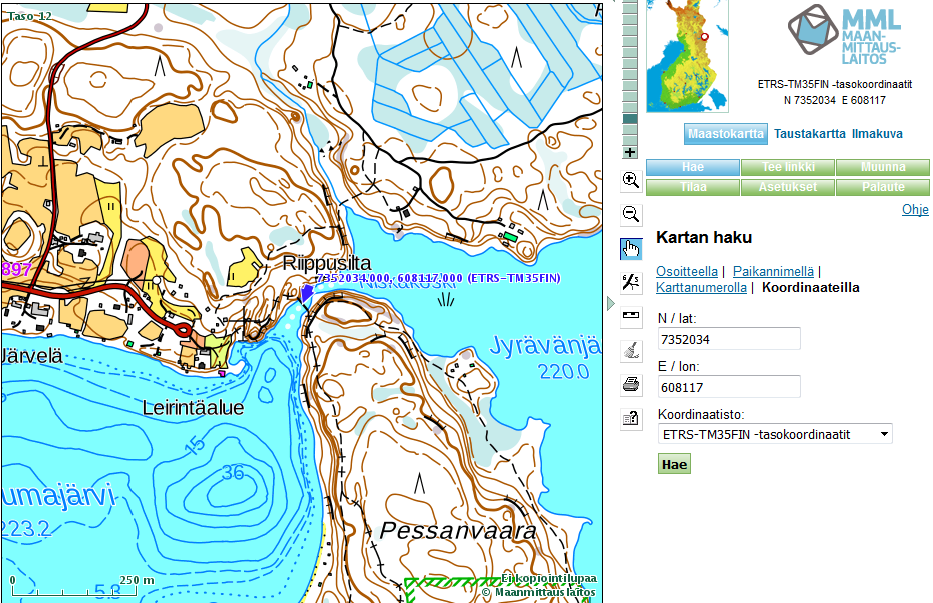 Taso 12
Riippusilta
7352034.000, 608117.000 (ETRS-TM35FIN)
Niskakoski
897
Järvelä
Jyrävänjä
220.0
Leirintäalue
15
36
umajärvi
223.2
Pessanvaara
5.3
0 250 m
Ei kopiointilupaa
© Maanmittauslaitos
MML
MAAN-
MITTAUS-
LAITOS
ETRS-TM35FIN -tasokoordinaatit
N 7352034 E 608117
Maastokartta Taustakartta Ilmakuva
Hae Tee linkki Muunna
Tilaa Asetukset Palaute
Ohje
Kartan haku
Osoitteella | Paikannimellä |
Karttanumerolla | Koordinaateilla
N / lat:
7352034
E / lon:
608117
Koordinaatisto:
ETRS-TM35FIN -tasokoordinaatit
Hae